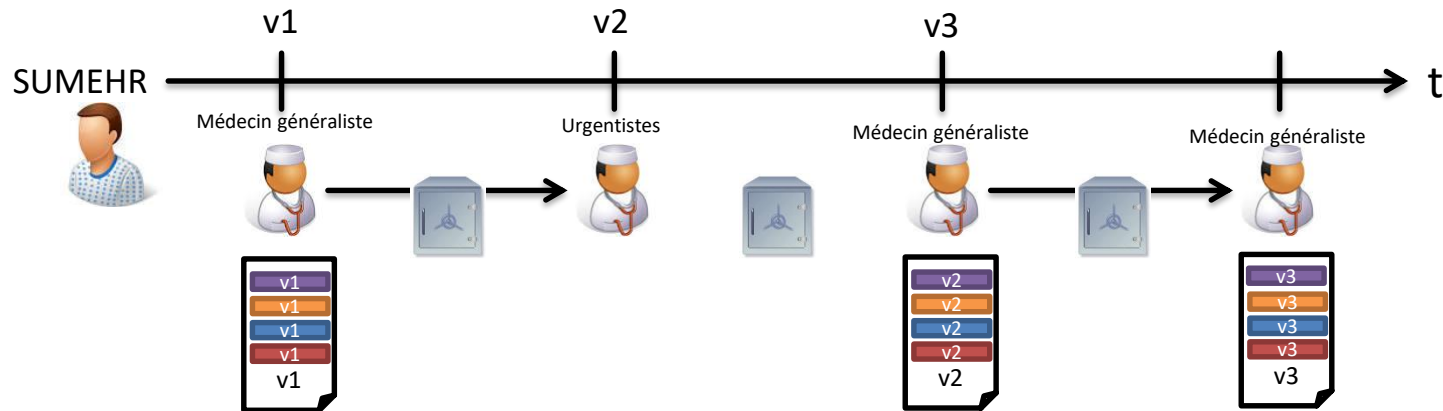 v1
v2
v3
SUMEHR
t
Médecin généraliste
Urgentistes
Médecin généraliste
Médecin généraliste
v1
v1
v1
v1
v1
v2
v2
v2
v2
v2
v3
v3
v3
v3
v3